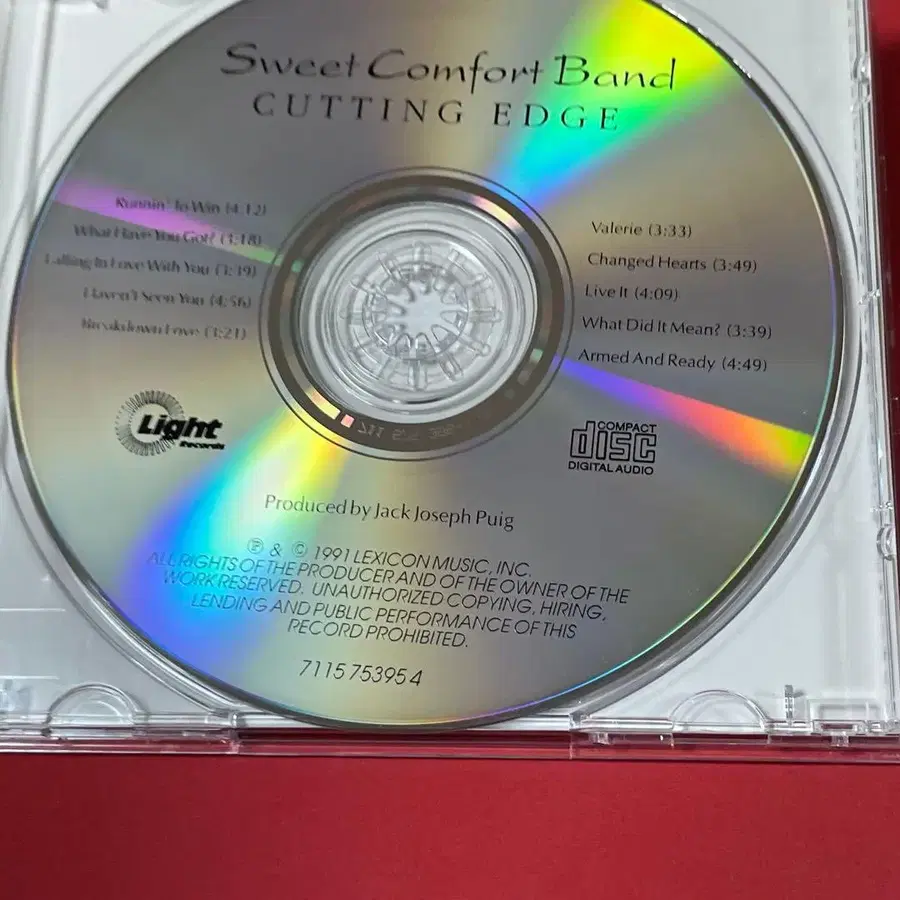 Sweet Comfort Band
CUTTING EDGE
Runnin' To Win (4:12)
What Have You Got? (3:18)
Falling In Love With You (3:19)
Haven't Seen You (4:56)
Breakdown Love (3:21)
Valerie (3:33)
Changed Hearts (3:49)
Live It (4:09)
What Did It Mean? (3:39)
Armed And Ready (4:49)
Light
Records
COMPACT
disc
DIGITAL AUDIO
Produced by Jack Joseph Puig
℗ & © 1991 LEXICON MUSIC, INC.
ALL RIGHTS OF THE PRODUCER AND OF THE OWNER OF THE
WORK RESERVED. UNAUTHORIZED COPYING, HIRING,
LENDING AND PUBLIC PERFORMANCE OF THIS
RECORD PROHIBITED.
7115753954